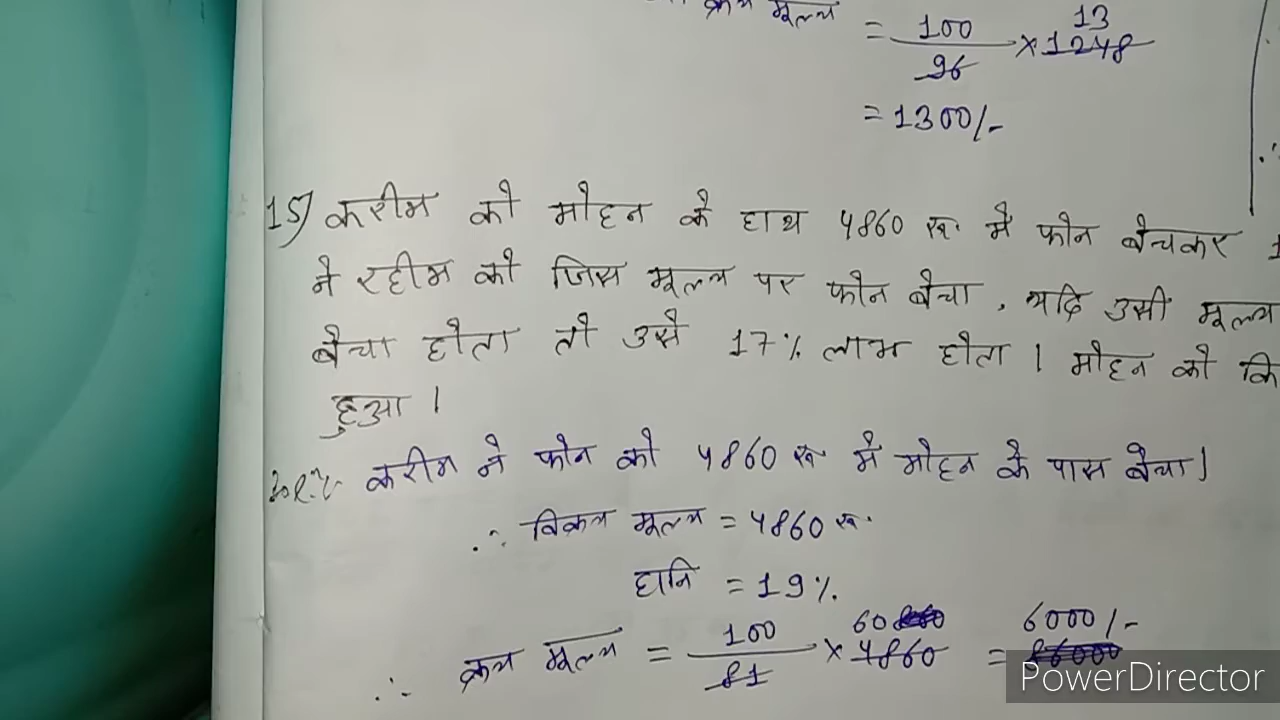 क्रय मूल्य = 100/96 × 1248 13
= 1300/-
15) करीम को मोहन के हाथ 4860 रू. में फोन बेचकर 1
ने रहीम को जिस मूल्य पर फोन बेचा, यदि उसी मूल्य
बेचा होता तो उसे 17% लाभ होता। मोहन को कि
हुआ।
करीम ने फोन को 4860 रू में मोहन के पास बेचा।
∴ विक्रय मूल्य = 4860 रू.
हानि = 19%.
∴ क्रय मूल्य = 100/81 × 4860 60 = 6000/-
PowerDirector